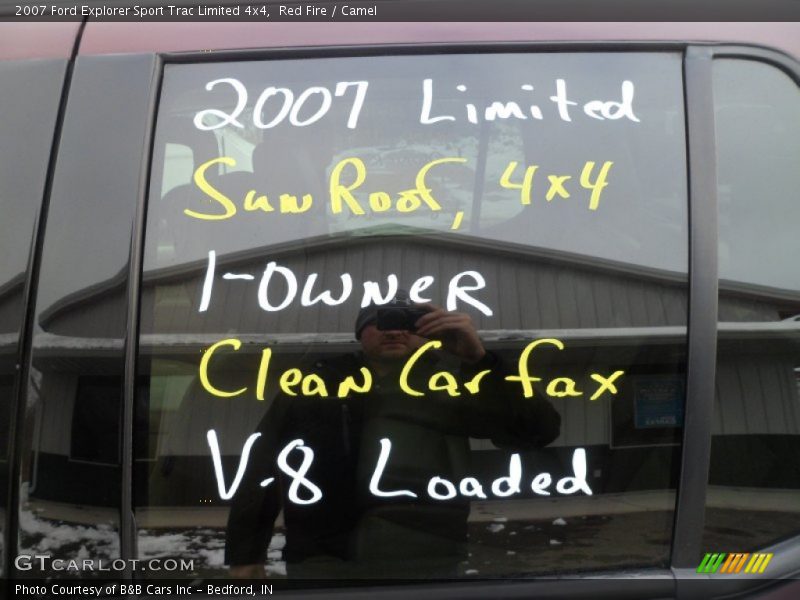 2007 Ford Explorer Sport Trac Limited 4x4,  Red Fire / Camel
2007 Limited
Sun Roof, 4x4
1-Owner
Clean Car fax
V-8 Loaded
GTCARLOT.COM
Photo Courtesy of B&B Cars Inc - Bedford, IN